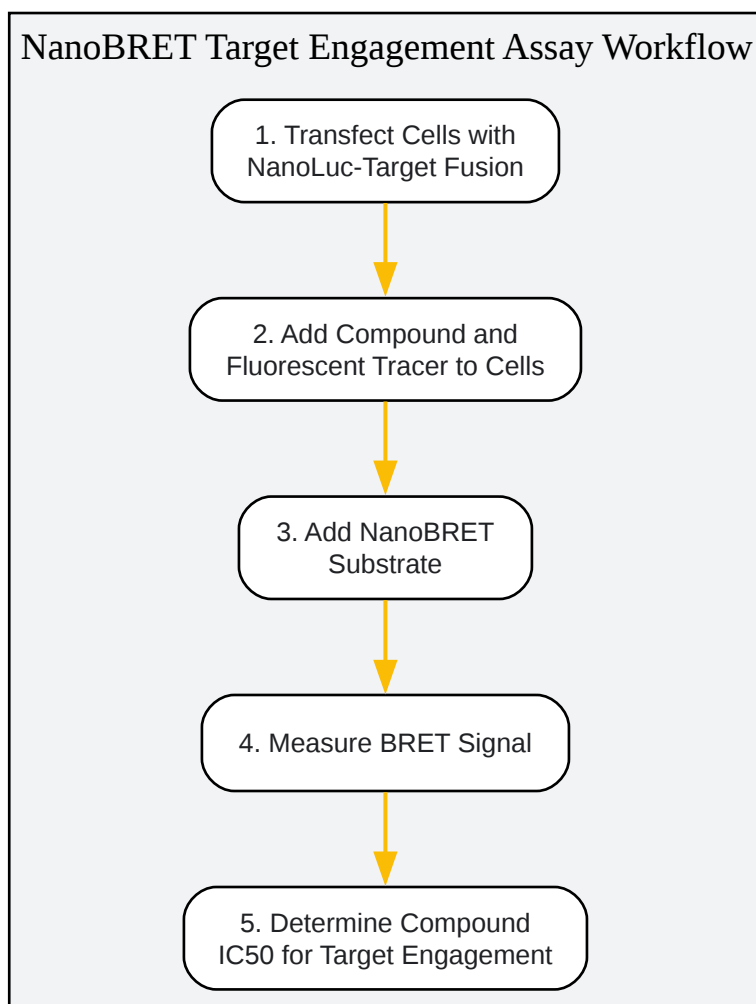 NanoBRET Target Engagement Assay Workflow
1. Transfect Cells with
NanoLuc-Target Fusion
2. Add Compound and
Fluorescent Tracer to Cells
3. Add NanoBRET
Substrate
4. Measure BRET Signal
5. Determine Compound
IC50 for Target Engagement